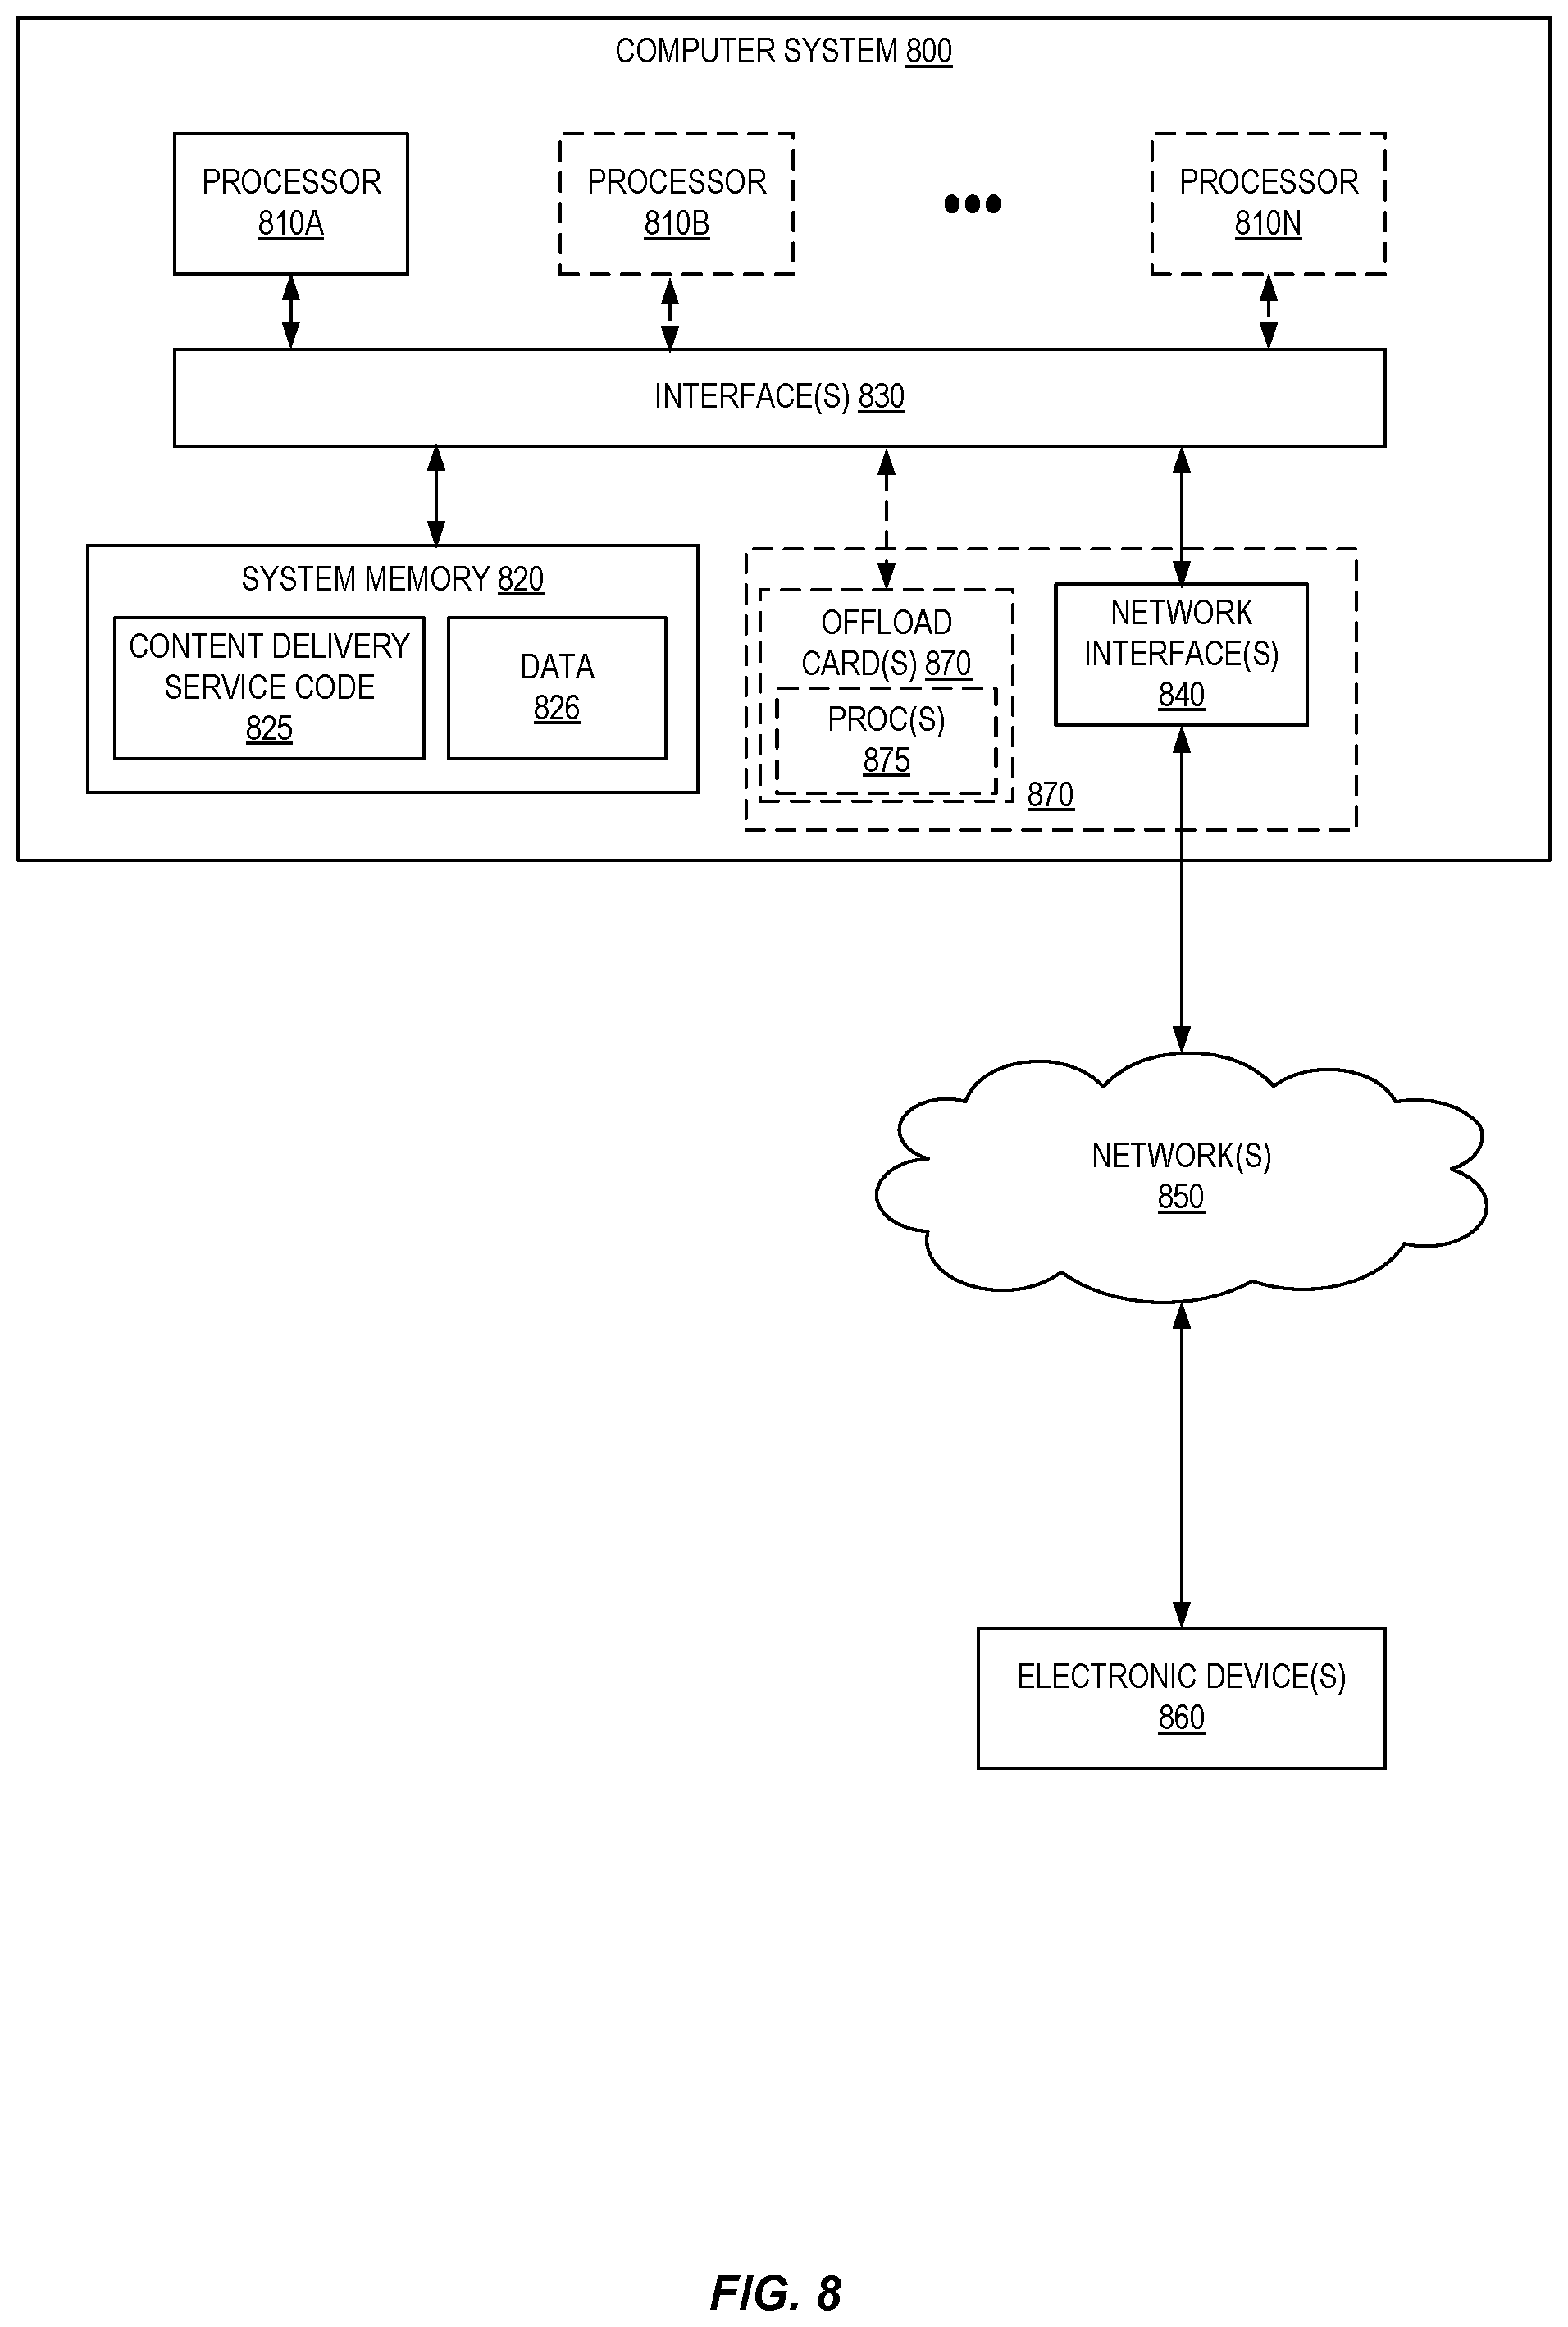 COMPUTER SYSTEM 800
PROCESSOR
810A
PROCESSOR
810B
PROCESSOR
810N
INTERFACE(S) 830
SYSTEM MEMORY 820
CONTENT DELIVERY
SERVICE CODE
825
DATA
826
OFFLOAD
CARD(S) 870
PROC(S)
875
870
NETWORK
INTERFACE(S)
840
NETWORK(S)
850
ELECTRONIC DEVICE(S)
860
FIG. 8